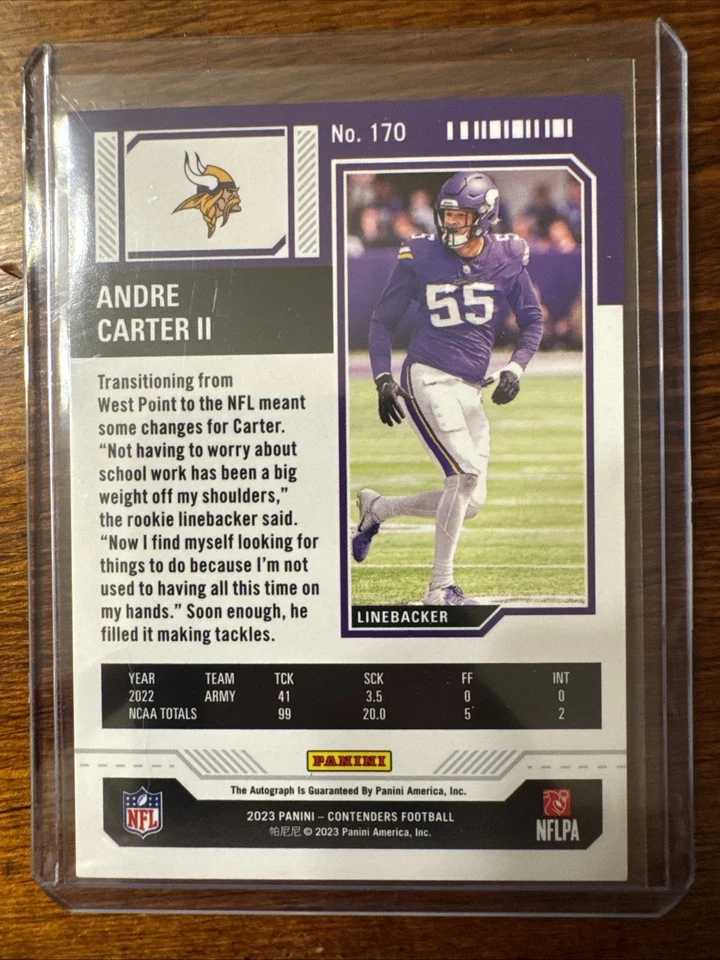 No. 170
ANDRE
CARTER II
Transitioning from
West Point to the NFL meant
some changes for Carter.
“Not having to worry about
school work has been a big
weight off my shoulders,”
the rookie linebacker said.
“Now I find myself looking for
things to do because I’m not
used to having all this time on
my hands.” Soon enough, he
filled it making tackles.
55
LINEBACKER
YEAR TEAM TCK SCK FF INT
2022 ARMY 41 3.5 0 0
NCAA TOTALS 99 20.0 5 2
PANINI
The Autograph Is Guaranteed By Panini America, Inc.
NFL
2023 PANINI – CONTENDERS FOOTBALL
帕尼尼 © 2023 Panini America, Inc.
NFLPA